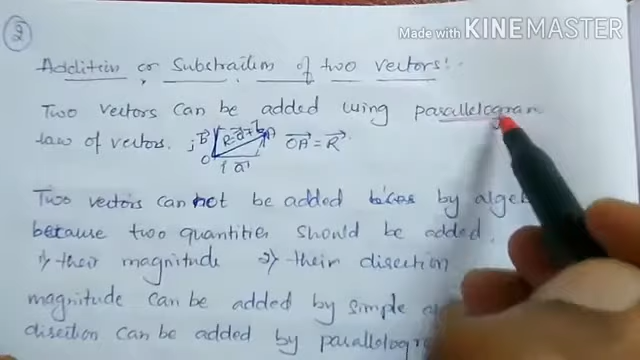 2
Made with KINEMASTER
Addition or Substraction of two vectors:-
Two vectors can be added using parallelogram
law of vectors. OA = R
O a
Two vectors can not be added by
because two quantities should be added.
1) their magnitude 2) their direction
magnitude can be added by simple
direction can be added by